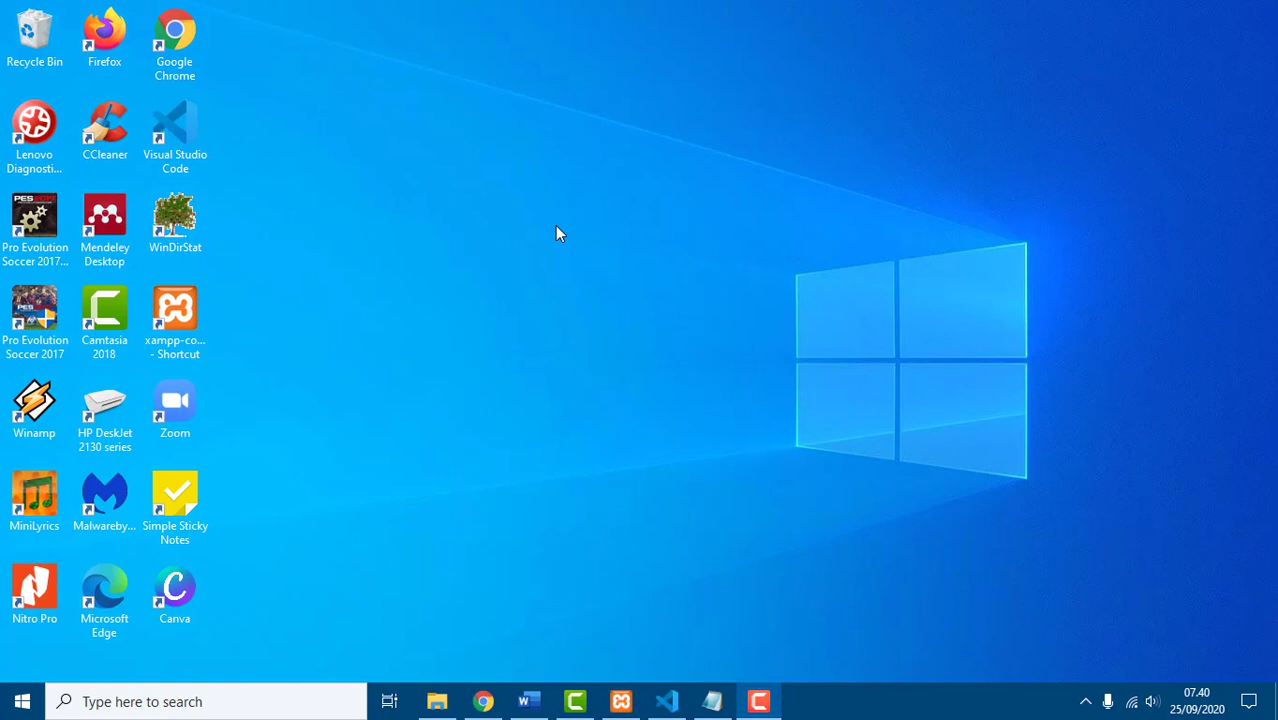 Recycle Bin
Firefox
Google
Chrome
Lenovo
Diagnosti...
CCleaner
Visual Studio
Code
PES2017
Pro Evolution
Soccer 2017...
Mendeley
Desktop
WinDirStat
Pro Evolution
Soccer 2017
Camtasia
2018
xampp-co...
- Shortcut
Winamp
HP DeskJet
2130 series
Zoom
MiniLyrics
Malwareby...
Simple Sticky
Notes
Nitro Pro
Microsoft
Edge
Canva
Type here to search
07.40
25/09/2020